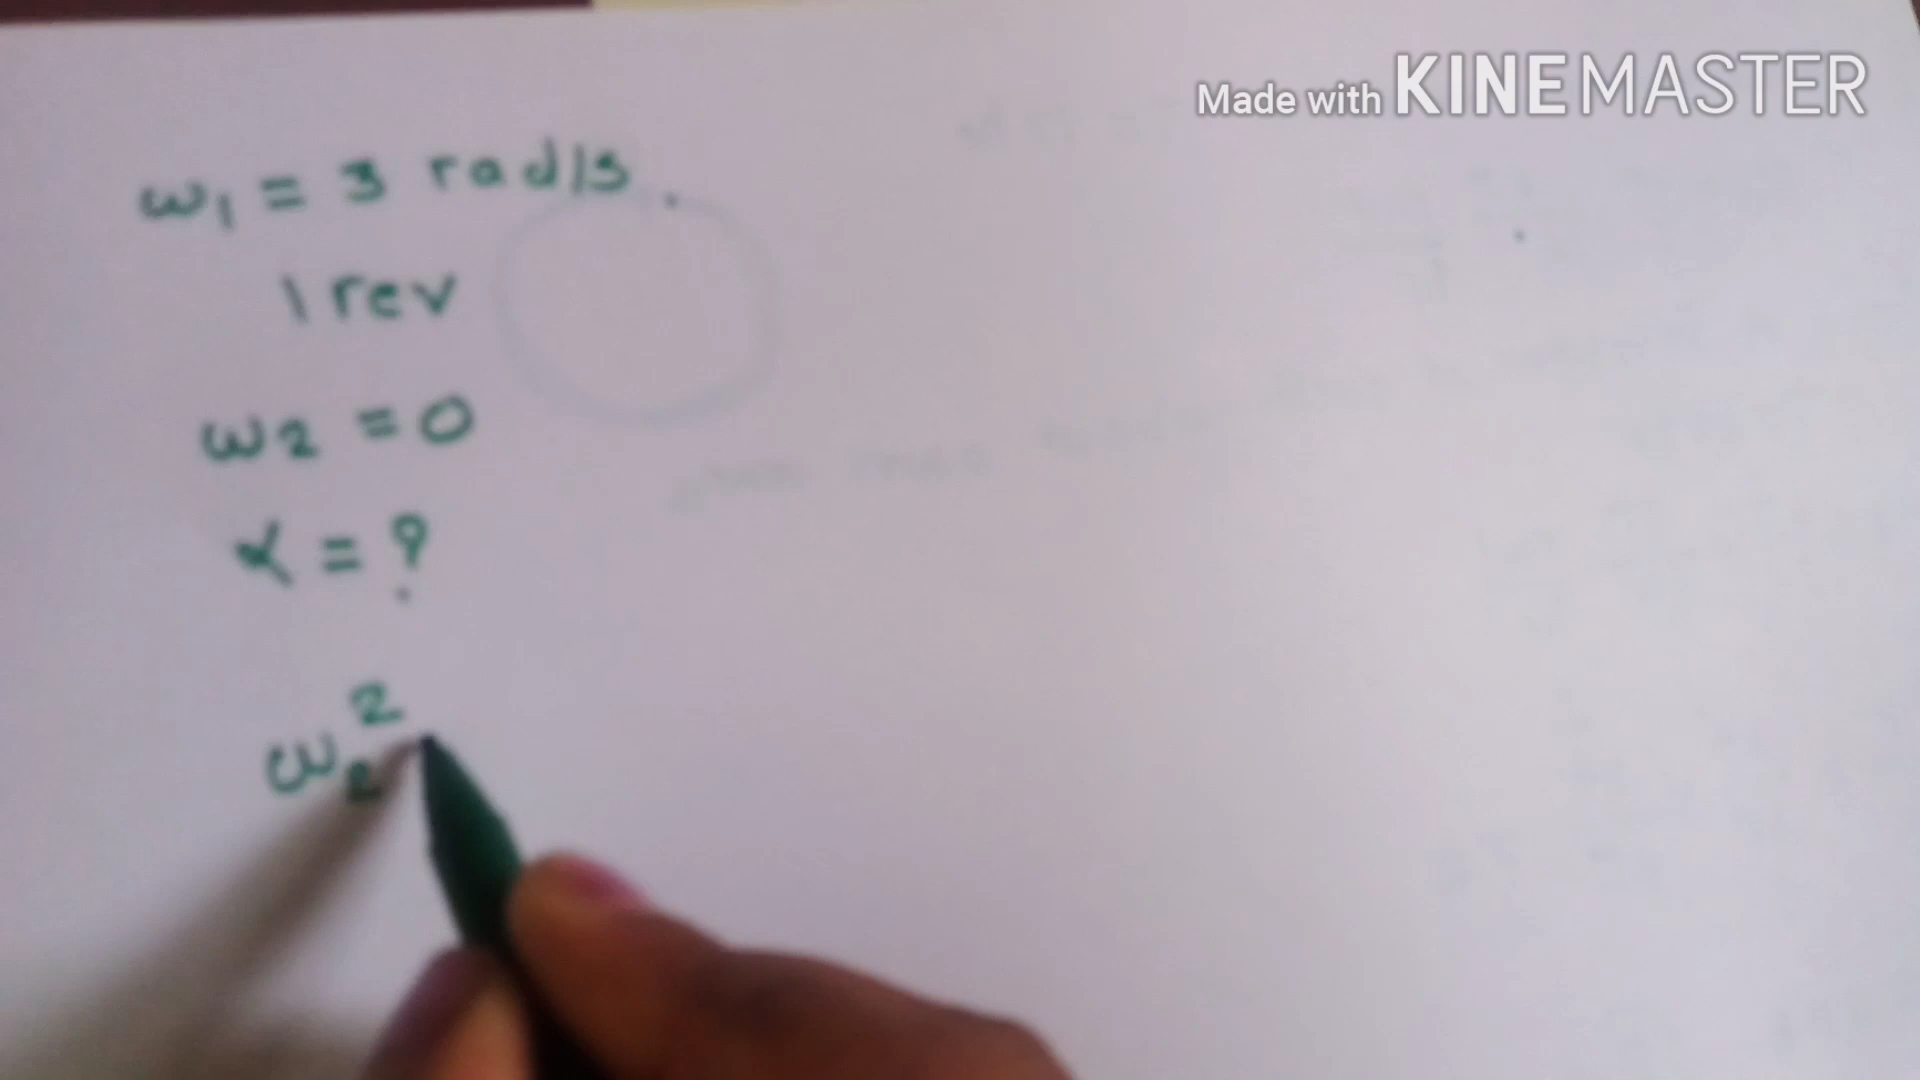 Made with KINEMASTER
ω₁ = 3 rad/s.
1 rev
ω2 = 0
α = ?
ω₂²